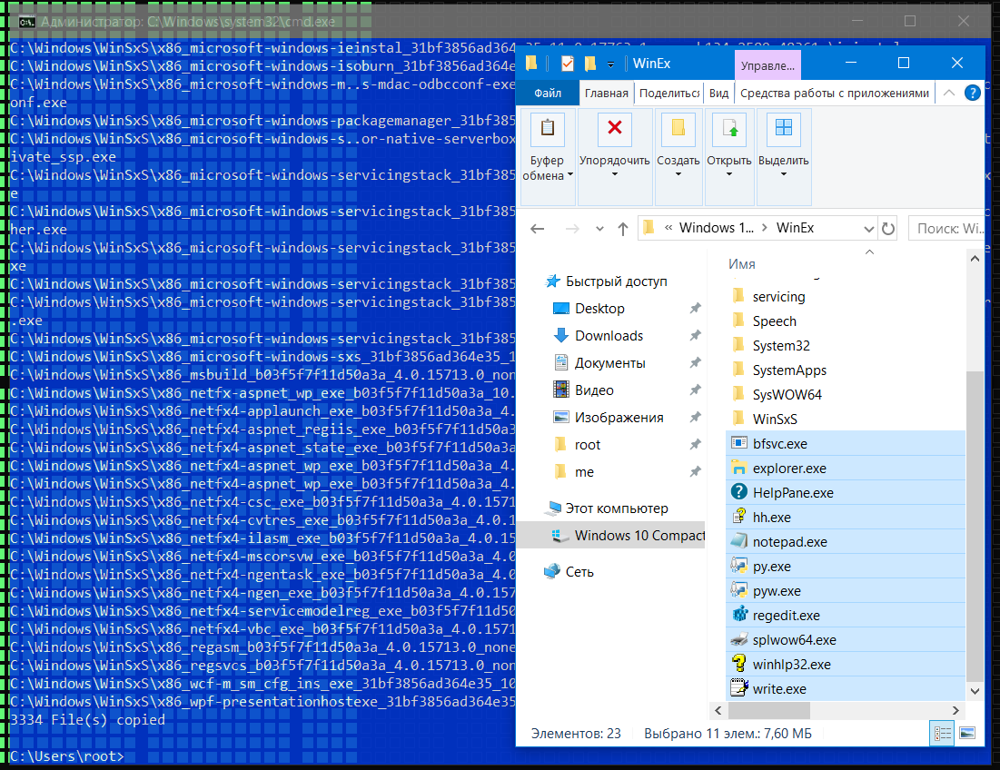 Администратор: C:\Windows\system32\cmd.exe
C:\Windows\WinSxS\x86_microsoft-windows-ieinstal_31bf3856ad364
C:\Windows\WinSxS\x86_microsoft-windows-isoburn_31bf3856ad364e
C:\Windows\WinSxS\x86_microsoft-windows-m..s-mdac-odbcconf-exe
onf.exe
C:\Windows\WinSxS\x86_microsoft-windows-packagemanager_31bf385
C:\Windows\WinSxS\x86_microsoft-windows-s..or-native-serverbox
ivate_ssp.exe
C:\Windows\WinSxS\x86_microsoft-windows-servicingstack_31bf385
e
C:\Windows\WinSxS\x86_microsoft-windows-servicingstack_31bf385
her.exe
C:\Windows\WinSxS\x86_microsoft-windows-servicingstack_31bf385
xe
C:\Windows\WinSxS\x86_microsoft-windows-servicingstack_31bf385
C:\Windows\WinSxS\x86_microsoft-windows-servicingstack_31bf385
.exe
C:\Windows\WinSxS\x86_microsoft-windows-servicingstack_31bf385
C:\Windows\WinSxS\x86_microsoft-windows-sxs_31bf3856ad364e35_1
C:\Windows\WinSxS\x86_msbuild_b03f5f7f11d50a3a_4.0.15713.0_non
C:\Windows\WinSxS\x86_netfx-aspnet_wp_exe_b03f5f7f11d50a3a_10.
C:\Windows\WinSxS\x86_netfx4-applaunch_exe_b03f5f7f11d50a3a_4.
C:\Windows\WinSxS\x86_netfx4-aspnet_regiis_exe_b03f5f7f11d50a3
C:\Windows\WinSxS\x86_netfx4-aspnet_state_exe_b03f5f7f11d50a3a
C:\Windows\WinSxS\x86_netfx4-aspnet_wp_exe_b03f5f7f11d50a3a_4.
C:\Windows\WinSxS\x86_netfx4-aspnet_wp_exe_b03f5f7f11d50a3a_4.
C:\Windows\WinSxS\x86_netfx4-csc_exe_b03f5f7f11d50a3a_4.0.1571
C:\Windows\WinSxS\x86_netfx4-cvtres_exe_b03f5f7f11d50a3a_4.0.1
C:\Windows\WinSxS\x86_netfx4-ilasm_exe_b03f5f7f11d50a3a_4.0.15
C:\Windows\WinSxS\x86_netfx4-mscorsvw_exe_b03f5f7f11d50a3a_4.0
C:\Windows\WinSxS\x86_netfx4-ngentask_exe_b03f5f7f11d50a3a_4.0
C:\Windows\WinSxS\x86_netfx4-ngen_exe_b03f5f7f11d50a3a_4.0.157
C:\Windows\WinSxS\x86_netfx4-servicemodelreg_exe_b03f5f7f11d50
C:\Windows\WinSxS\x86_netfx4-vbc_exe_b03f5f7f11d50a3a_4.0.1571
C:\Windows\WinSxS\x86_regasm_b03f5f7f11d50a3a_4.0.15713.0_none
C:\Windows\WinSxS\x86_regsvcs_b03f5f7f11d50a3a_4.0.15713.0_non
C:\Windows\WinSxS\x86_wcf-m_sm_cfg_ins_exe_31bf3856ad364e35_10
C:\Windows\WinSxS\x86_wpf-presentationhostexe_31bf3856ad364e35
3334 File(s) copied
C:\Users\root>
WinEx
Управле...
Файл Главная Поделиться Вид Средства работы с приложениями
Буфер обмена Упорядочить Создать Открыть Выделить
« Windows 1... › WinEx Поиск: Wi...
Быстрый доступ
Desktop
Downloads
Документы
Видео
Изображения
root
me
Этот компьютер
Windows 10 Compact
Сеть
Имя
servicing
Speech
System32
SystemApps
SysWOW64
WinSxS
bfsvc.exe
explorer.exe
HelpPane.exe
hh.exe
notepad.exe
py.exe
pyw.exe
regedit.exe
splwow64.exe
winhlp32.exe
write.exe
Элементов: 23 Выбрано 11 элем.: 7,60 МБ